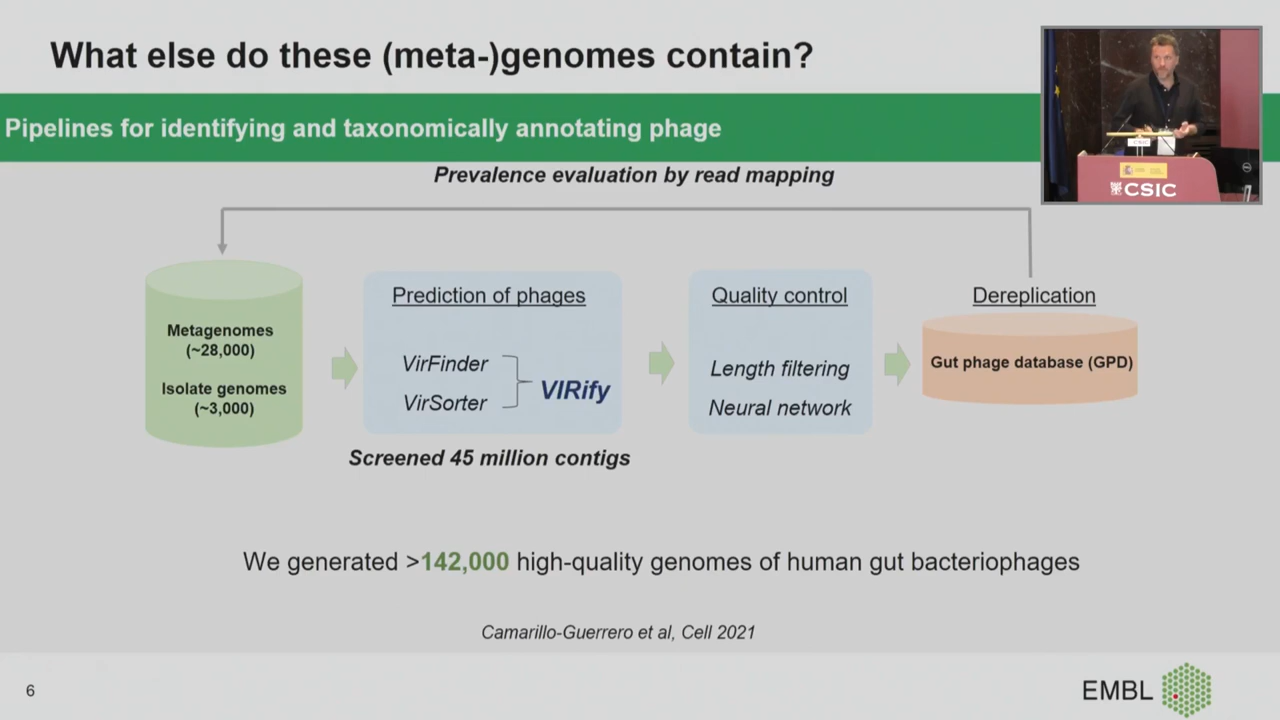 What else do these (meta-)genomes contain?
Pipelines for identifying and taxonomically annotating phage
Prevalence evaluation by read mapping
Metagenomes
(~28,000)
Isolate genomes
(~3,000)
Prediction of phages
VirFinder
VirSorter
VIRify
Screened 45 million contigs
Quality control
Length filtering
Neural network
Dereplication
Gut phage database (GPD)
We generated >142,000 high-quality genomes of human gut bacteriophages
Camarillo-Guerrero et al, Cell 2021
6
EMBL
CSIC
CSIC